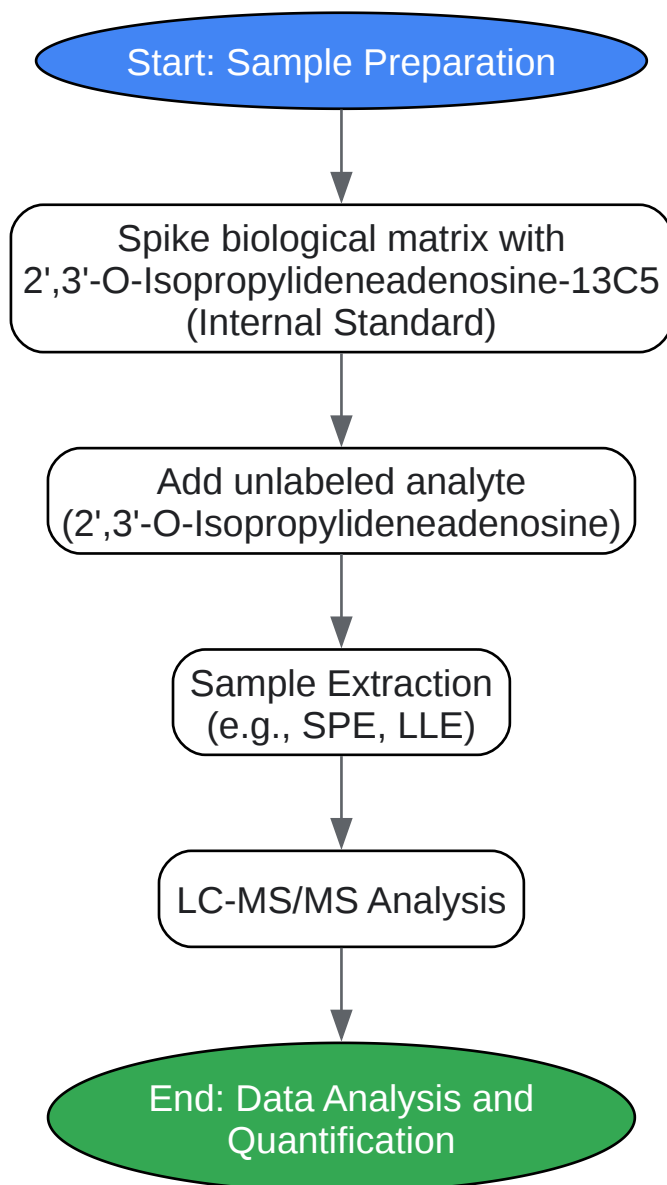 Start: Sample Preparation
Spike biological matrix with
2',3'-O-Isopropylideneadenosine-13C5
(Internal Standard)
Add unlabeled analyte
(2',3'-O-Isopropylideneadenosine)
Sample Extraction
(e.g., SPE, LLE)
LC-MS/MS Analysis
End: Data Analysis and
Quantification